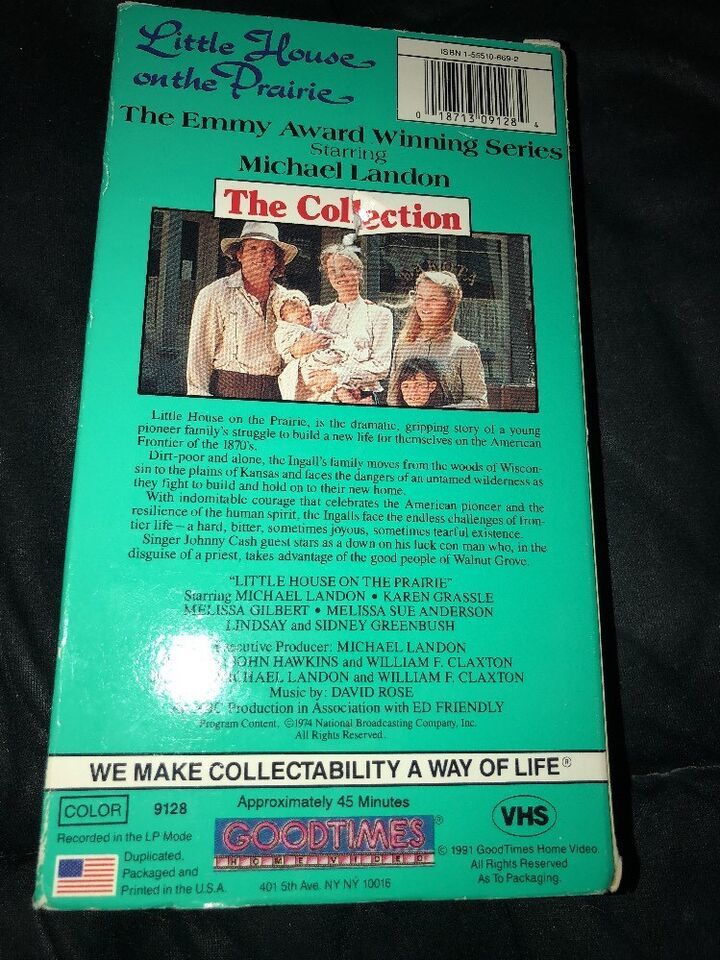 Little House
on the Prairie
ISBN 1-55510-669-2
0 18713 09128 4
The Emmy Award Winning Series
Starring
Michael Landon
The Collection
Little House on the Prairie, is the dramatic, gripping story of a young
pioneer family's struggle to build a new life for themselves on the American
Frontier of the 1870's.
Dirt-poor and alone, the Ingall's family moves from the woods of Wiscon-
sin to the plains of Kansas and faces the dangers of an untamed wilderness as
they fight to build and hold on to their new home.
With indomitable courage that celebrates the American pioneer and the
resilience of the human spirit, the Ingalls face the endless challenges of fron-
tier life — a hard, bitter, sometimes joyous, sometimes tearful existence.
Singer Johnny Cash guest stars as a down on his luck con man who, in the
disguise of a priest, takes advantage of the good people of Walnut Grove.
"LITTLE HOUSE ON THE PRAIRIE"
Starring MICHAEL LANDON • KAREN GRASSLE
MELISSA GILBERT • MELISSA SUE ANDERSON
LINDSAY and SIDNEY GREENBUSH
Executive Producer: MICHAEL LANDON
JOHN HAWKINS and WILLIAM F. CLAXTON
MICHAEL LANDON and WILLIAM F. CLAXTON
Music by: DAVID ROSE
NBC Production in Association with ED FRIENDLY
Program Content, ©1974 National Broadcasting Company, Inc.
All Rights Reserved.
WE MAKE COLLECTABILITY A WAY OF LIFE®
COLOR 9128
Approximately 45 Minutes
VHS
Recorded in the LP Mode
Duplicated,
Packaged and
Printed in the U.S.A.
GOODTIMES®
HOME VIDEO
401 5th Ave. NY NY 10016
© 1991 GoodTimes Home Video.
All Rights Reserved
As To Packaging.